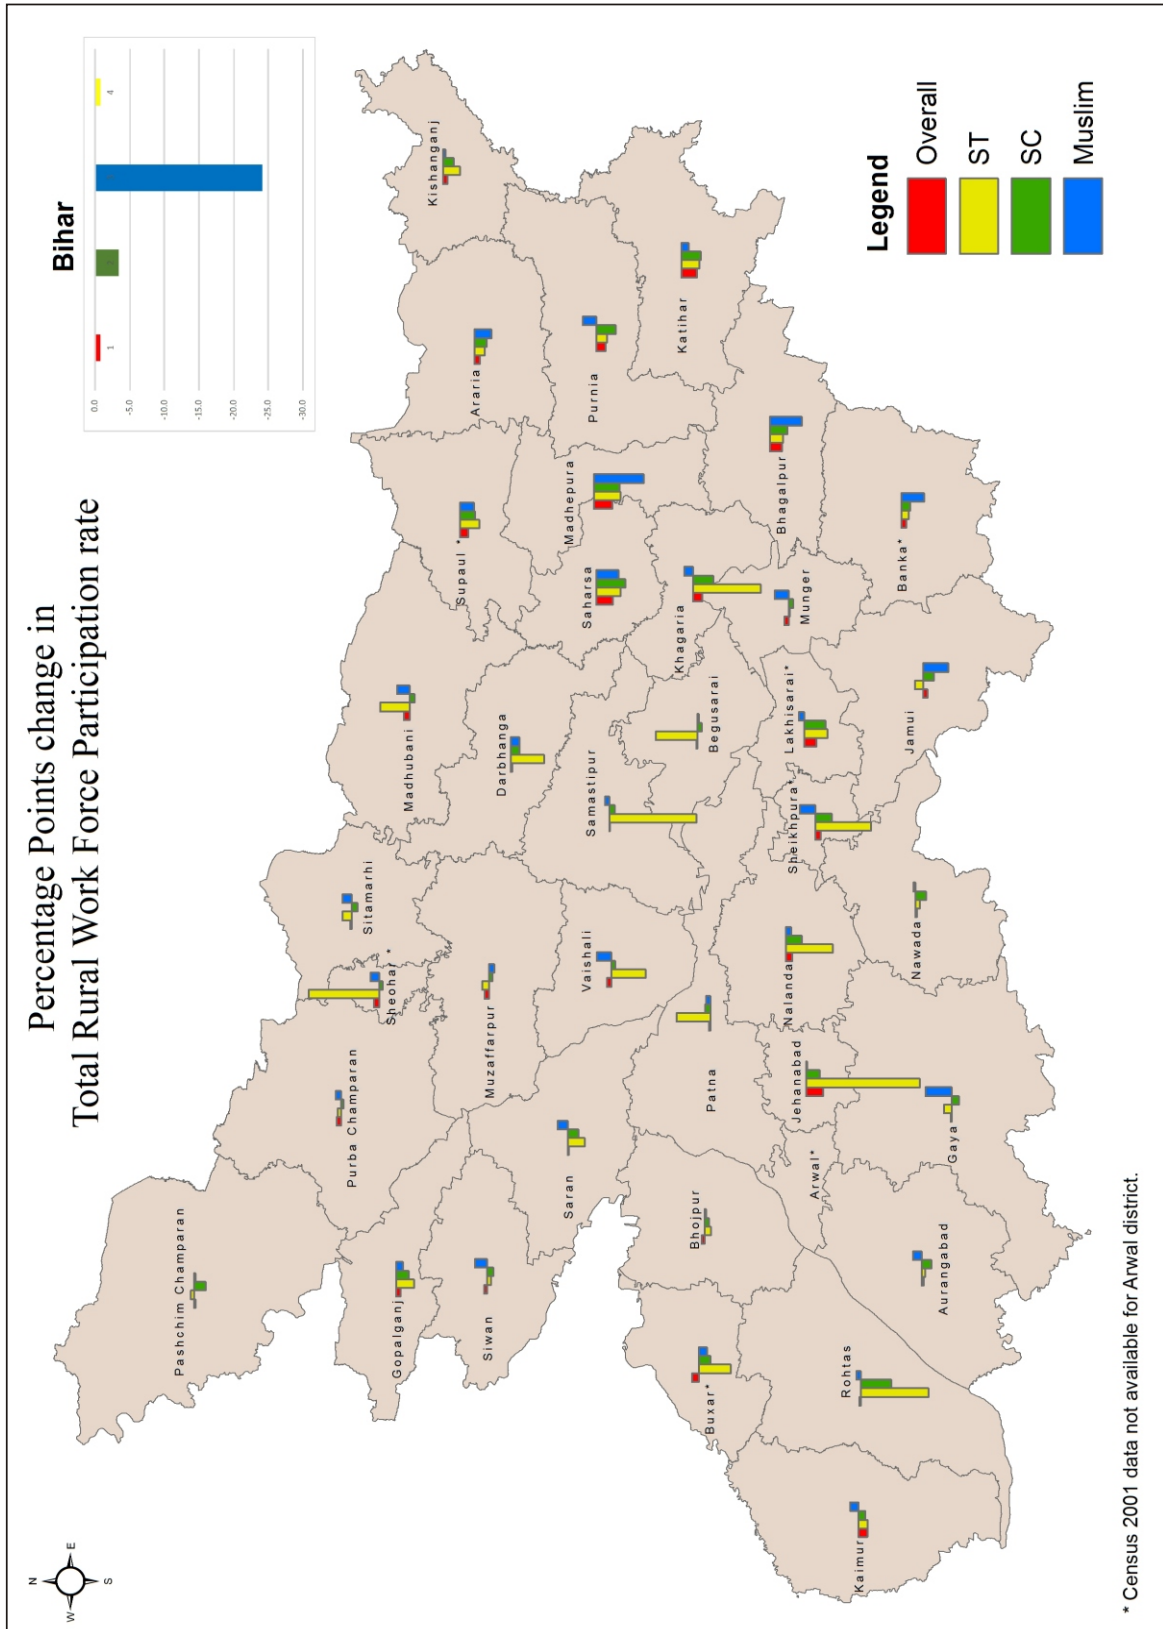 Percentage Points change in
Total Rural Work Force Participation rate
N
W
E
S
Bihar
0.0
-5.0
-10.0
-15.0
-20.0
-25.0
-30.0
1
4
Pashchim Champaran
Purba Champaran
Sheohar *
Sitamarhi
Madhubani
Supaul *
Araria
Kishanganj
Gopalganj
Siwan
Saran
Muzaffarpur
Vaishali
Darbhanga
Samastipur
Saharsa
Madhepura
Purnia
Katihar
Khagaria
Begusarai
Bhagalpur
Munger
Banka*
Lakhisarai*
Sheikhpura*
Jamui
Nalanda
Nawada
Patna
Jehanabad
Arwal*
Gaya
Bhojpur
Buxar*
Rohtas
Aurangabad
Kaimur
Legend
Overall
ST
SC
Muslim
* Census 2001 data not available for Arwal district.